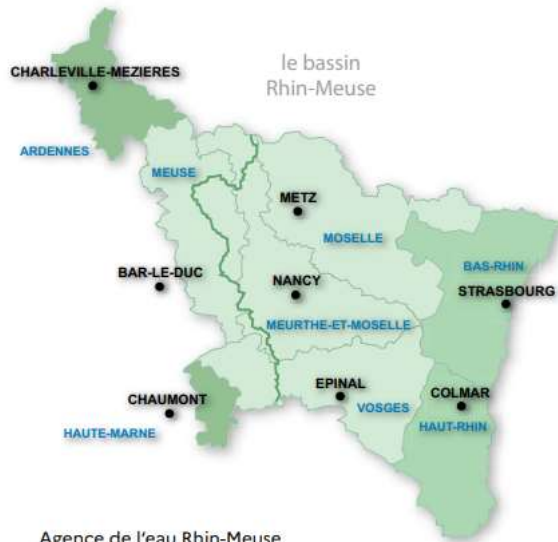 le bassin
Rhin-Meuse
CHARLEVILLE-MEZIERES
ARDENNES
MEUSE
METZ
MOSELLE
BAS-RHIN
BAR-LE-DUC
NANCY
STRASBOURG
MEURTHE-ET-MOSELLE
EPINAL
CHAUMONT
COLMAR
VOSGES
HAUTE-MARNE
HAUT-RHIN
Agence de l'eau Rhin-Meuse